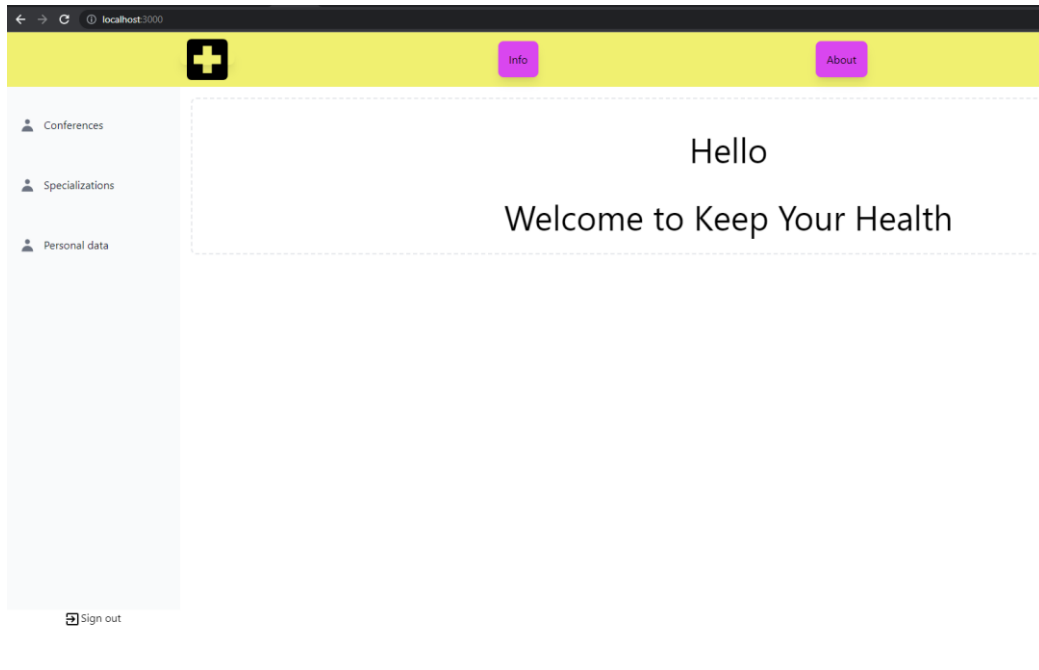 localhost:3000
Info
About
Conferences
Specializations
Personal data
Hello
Welcome to Keep Your Health
Sign out